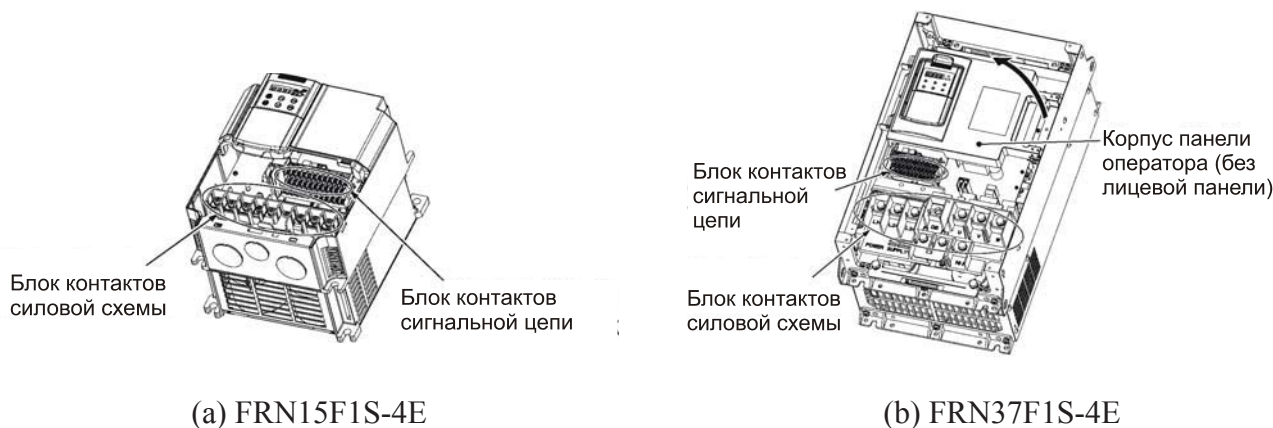 Блок контактов
силовой схемы
Блок контактов
сигнальной цепи
(a) FRN15F1S-4E
Блок контактов
сигнальной
цепи
Блок контактов
силовой схемы
Корпус панели
оператора (без
лицевой панели)
(b) FRN37F1S-4E